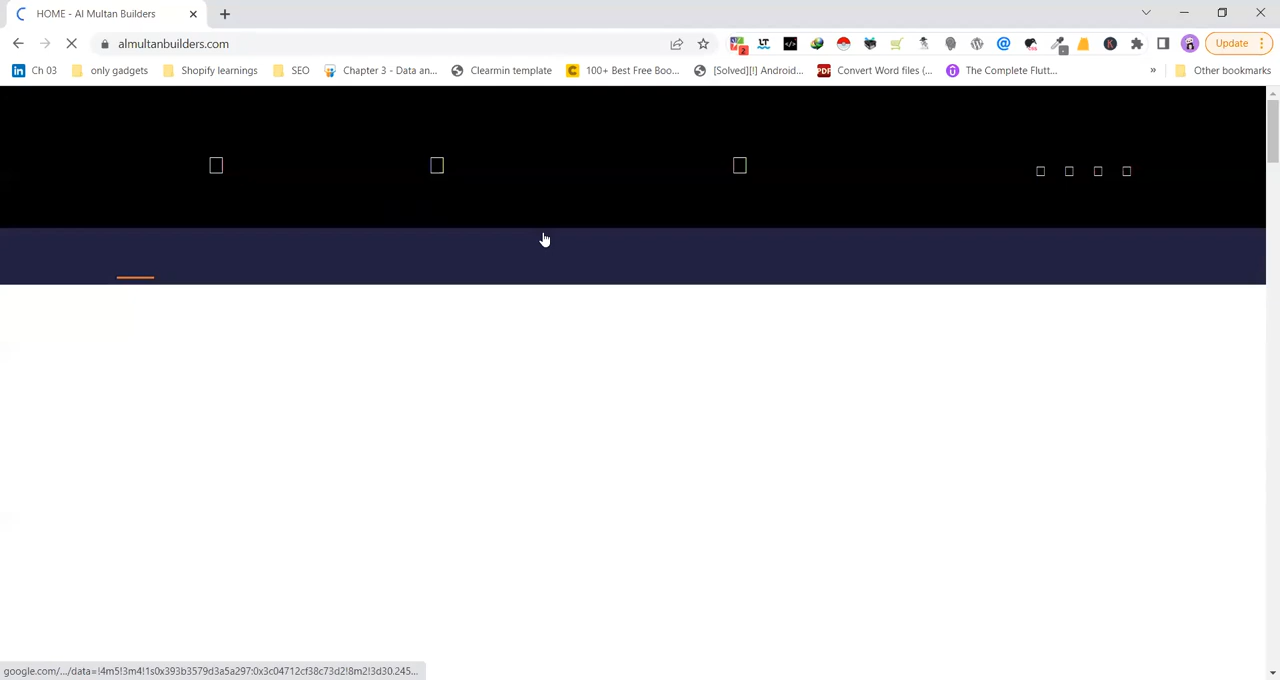 HOME - Al Multan Builders
almultanbuilders.com
Update
Ch 03
only gadgets
Shopify learnings
SEO
Chapter 3 - Data an...
Clearmin template
100+ Best Free Boo...
[Solved][!] Android...
Convert Word files (...
The Complete Flutt...
»
Other bookmarks
google.com/.../data=!4m5!3m4!1s0x393b3579d3a5a297:0x3c04712cf38c73d2!8m2!3d30.245...